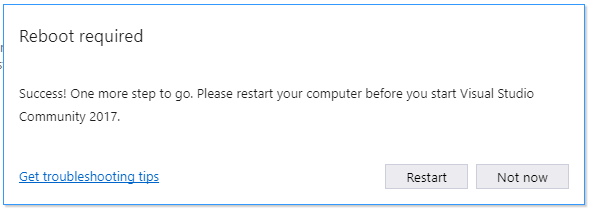 Reboot required
Success! One more step to go. Please restart your computer before you start Visual Studio
Community 2017.
Get troubleshooting tips
Restart
Not now